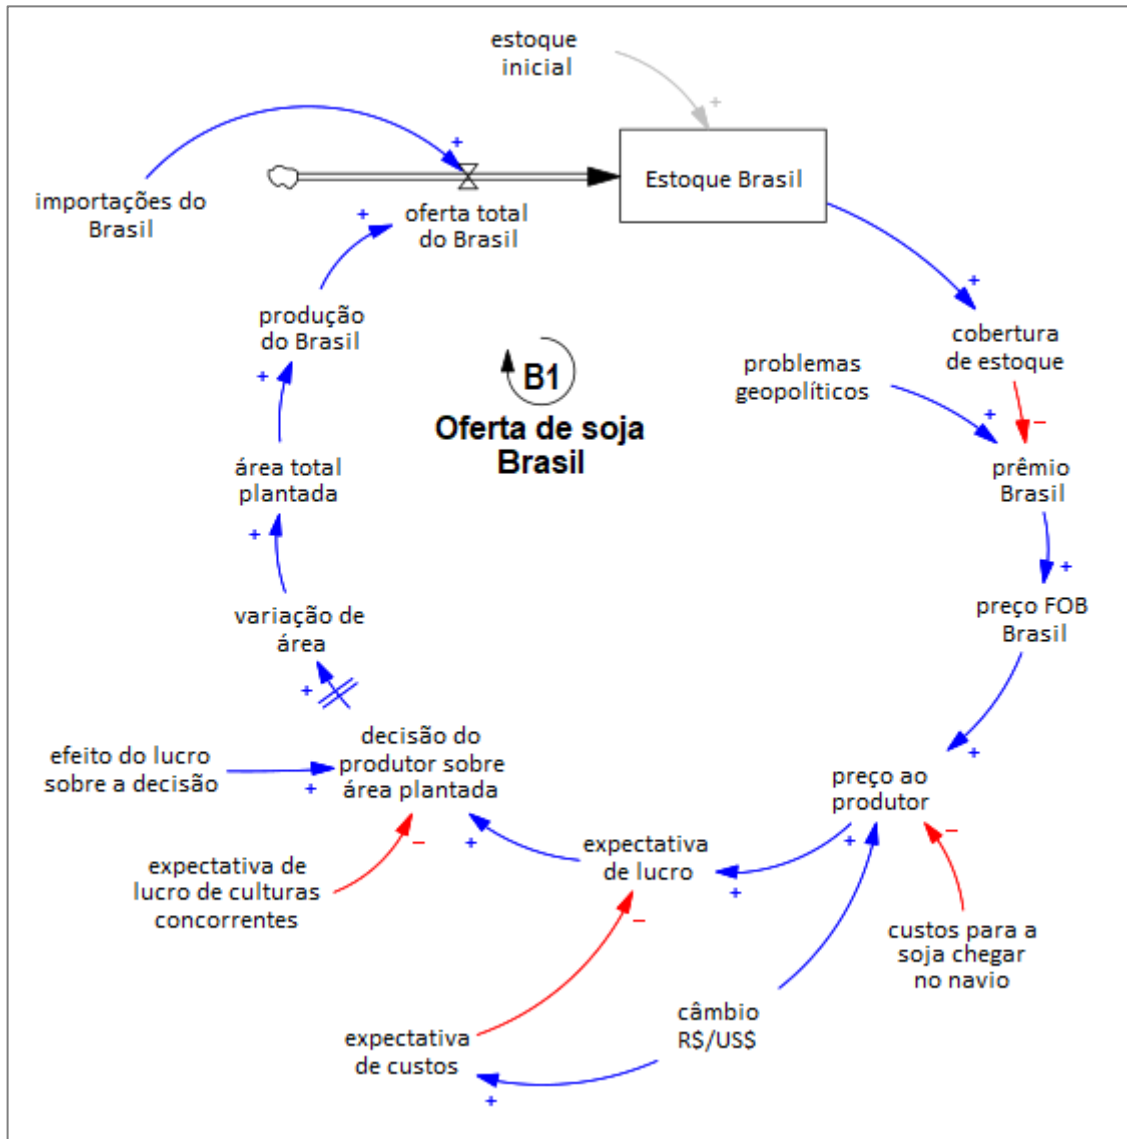 estoque
inicial
+
Estoque Brasil
+
importações do
Brasil
oferta total
do Brasil
+
+
produção
do Brasil
cobertura
de estoque
problemas
geopolíticos
+
–
B1
Oferta de soja
Brasil
+
área total
plantada
prêmio
Brasil
+
+
variação de
área
preço FOB
Brasil
+
+
decisão do
produtor sobre
área plantada
efeito do lucro
sobre a decisão
+
preço ao
produtor
–
+
–
+
expectativa
de lucro
+
expectativa de
lucro de culturas
concorrentes
–
custos para a
soja chegar
no navio
câmbio
R$/US$
expectativa
de custos
+